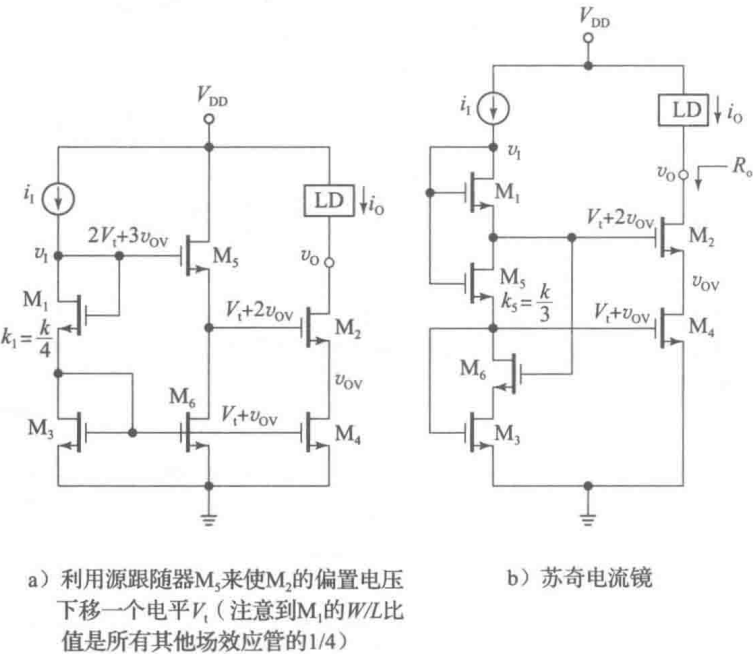 V_DD
i_I
LD
i_O
v_I
2V_t+3v_OV
M_5
v_O
M_1
k_1=k/4
V_t+2v_OV
M_2
v_OV
M_3
M_6
V_t+v_OV
M_4
a）利用源跟随器M_5来使M_2的偏置电压
下移一个电平V_t（注意到M_1的W/L比
值是所有其他场效应管的1/4）
V_DD
i_I
LD
i_O
v_I
v_O
R_o
M_1
V_t+2v_OV
M_2
M_5
k_5=k/3
v_OV
V_t+v_OV
M_4
M_6
M_3
b）苏奇电流镜